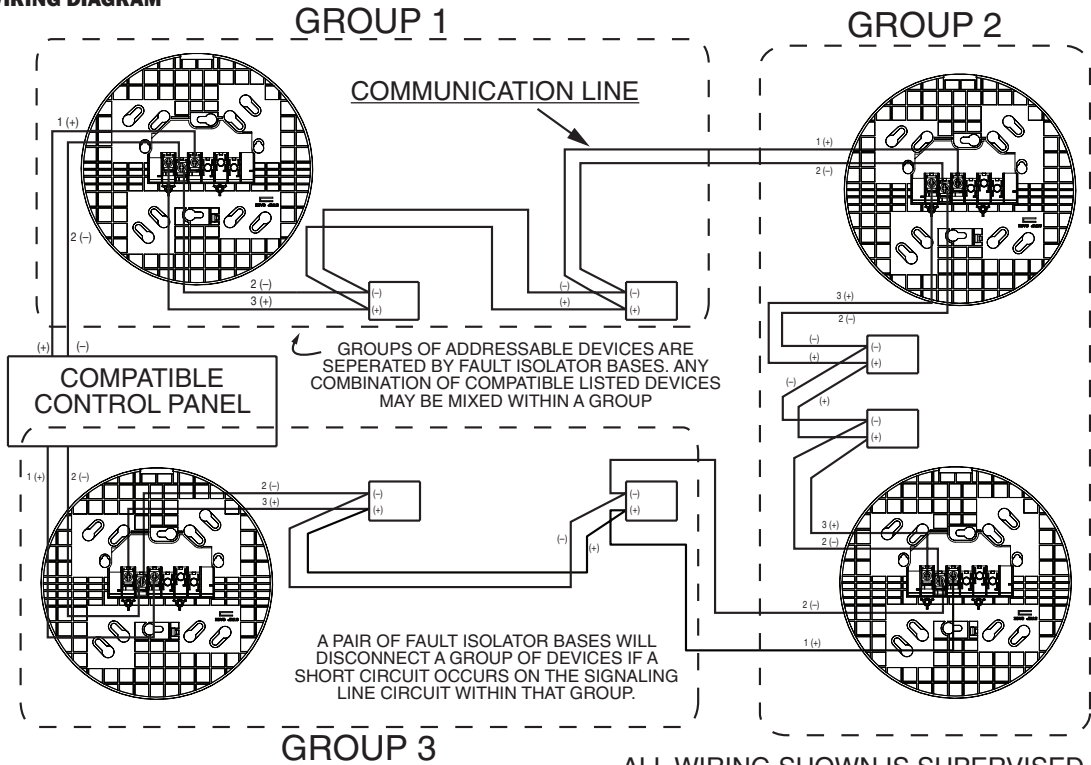 WIRING DIAGRAM
GROUP 1
GROUP 2
COMMUNICATION LINE
1 (+)
2 (–)
2 (–)
3 (+)
(–)
(+)
(–)
(+)
(–)
(+)
1 (+)
2 (–)
3 (+)
2 (–)
(–)
(+)
(–)
(+)
(–)
(+)
(–)
(+)
(–)
(+)
3 (+)
2 (–)
2 (–)
1 (+)
(+)
(–)
COMPATIBLE
CONTROL PANEL
GROUPS OF ADDRESSABLE DEVICES ARE
SEPERATED BY FAULT ISOLATOR BASES. ANY
COMBINATION OF COMPATIBLE LISTED DEVICES
MAY BE MIXED WITHIN A GROUP
1 (+)
2 (–)
2 (–)
3 (+)
(–)
(+)
(–)
(+)
(–)
(+)
A PAIR OF FAULT ISOLATOR BASES WILL
DISCONNECT A GROUP OF DEVICES IF A
SHORT CIRCUIT OCCURS ON THE SIGNALING
LINE CIRCUIT WITHIN THAT GROUP.
GROUP 3
ALL WIRING SHOWN IS SUPERVISED